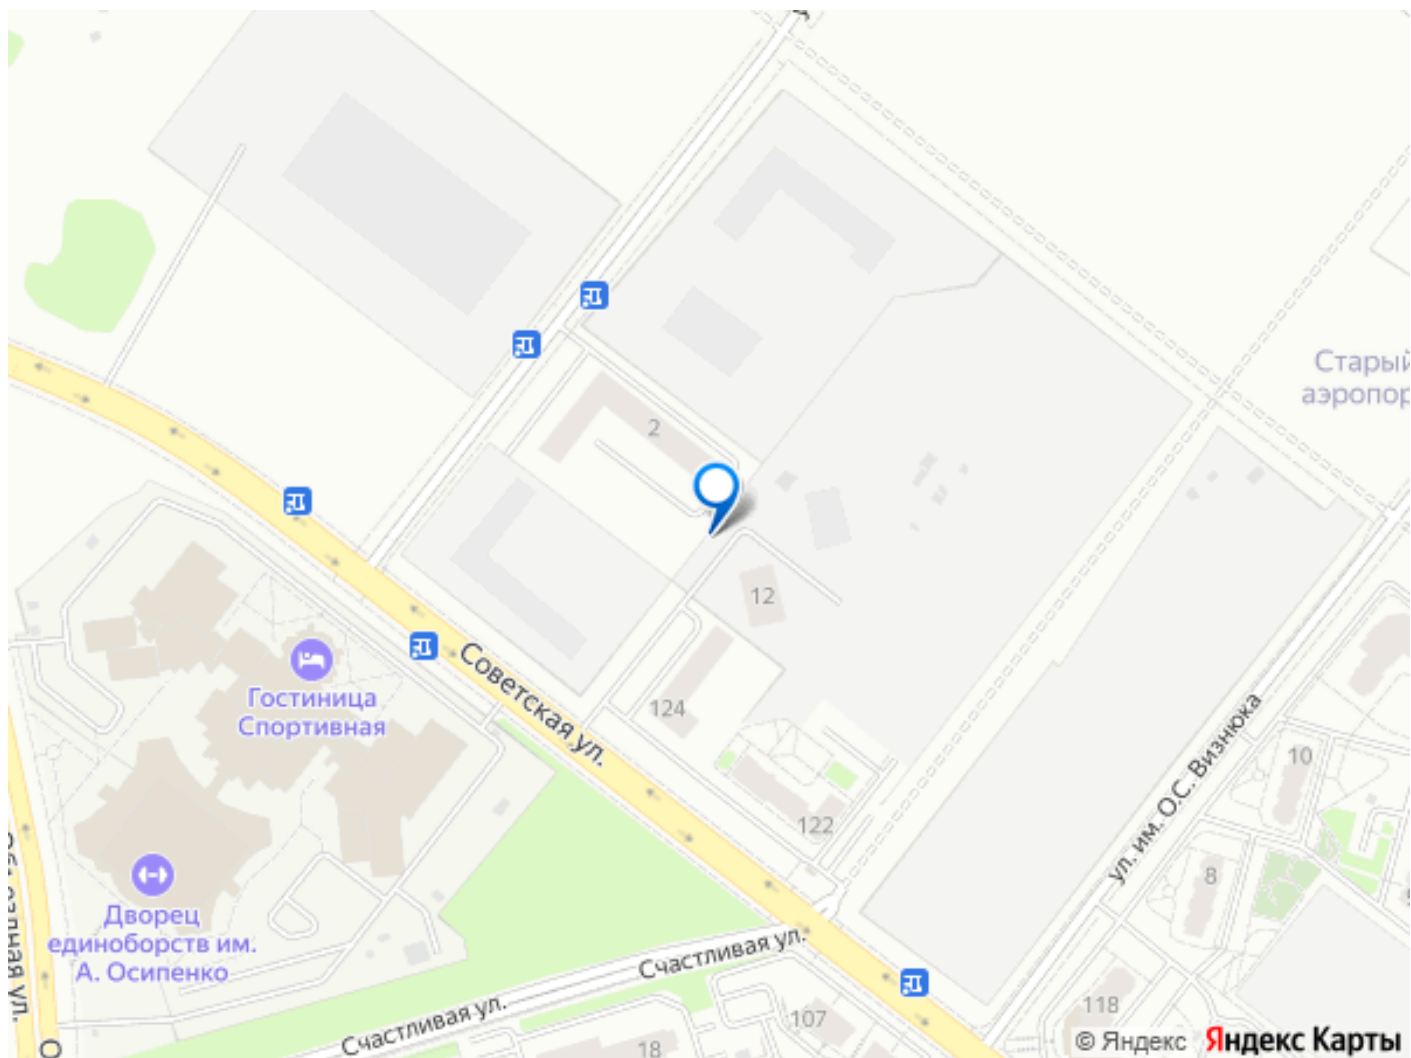 Старый
аэропор
2
12
Советская ул.
Гостиница
Спортивная
124
ул. им. О.С. Визнюка
10
122
8
Дворец
единоборств им.
А. Осипенко
Счастливая ул.
Счастливая ул.
107
118
18
© Яндекс Яндекс Карты